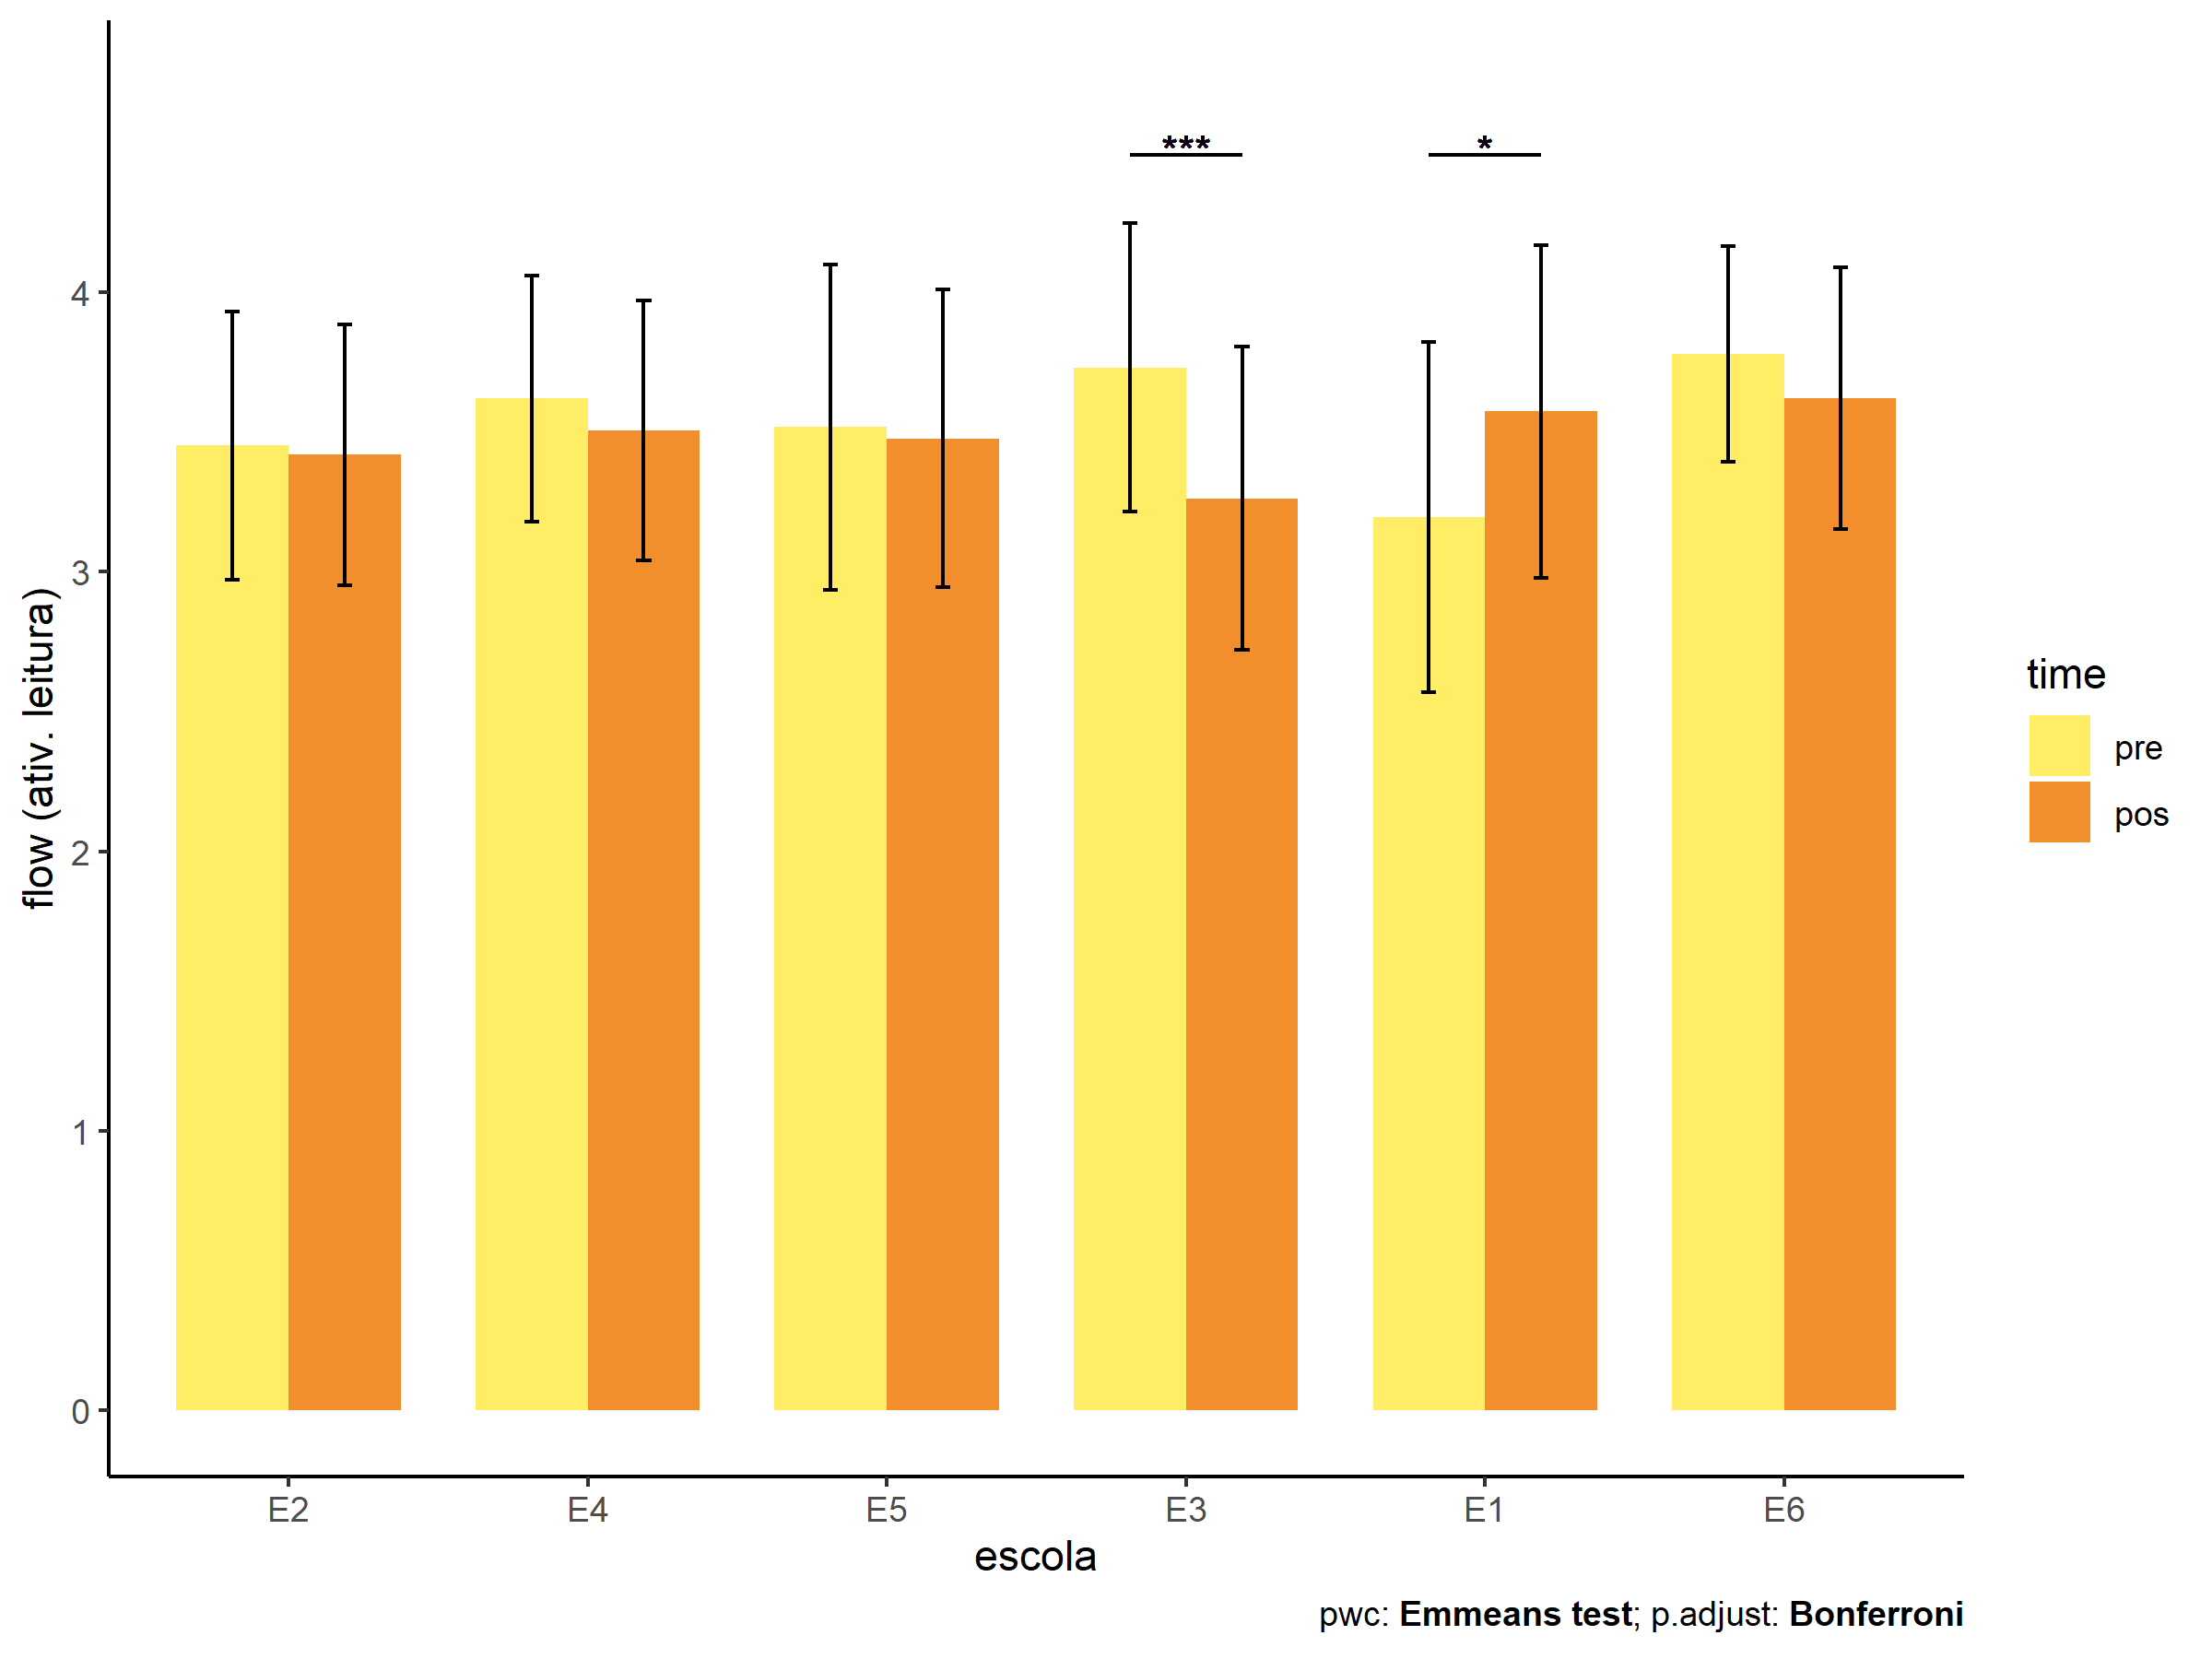 ***
*
4
3
2
1
0
flow (ativ. leitura)
E2 E4 E5 E3 E1 E6
escola
time
pre
pos
pwc: Emmeans test; p.adjust: Bonferroni